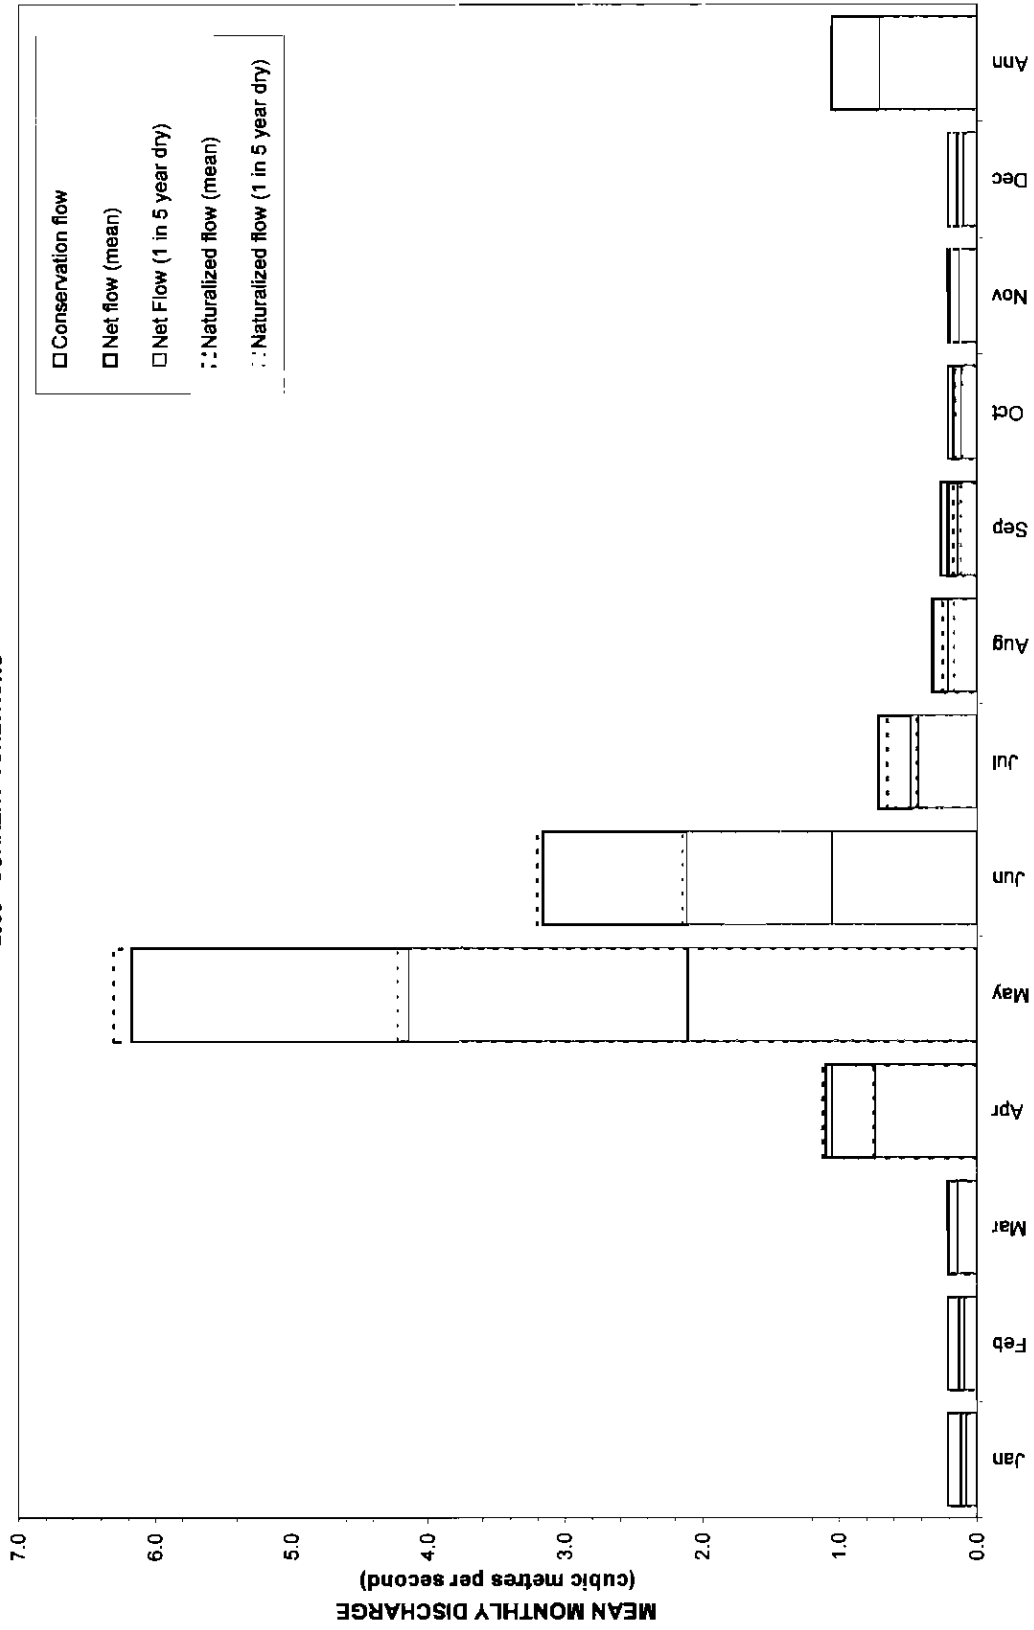 Conservation flow
Net flow (mean)
Net Flow (1 in 5 year dry)
Naturalized flow (mean)
Naturalized flow (1 in 5 year dry)
MEAN MONTHLY DISCHARGE
(cubic metres per second)
7.0
6.0
5.0
4.0
3.0
2.0
1.0
0.0
Jan
Feb
Mar
Apr
May
Jun
Jul
Aug
Sep
Oct
Nov
Dec
Ann